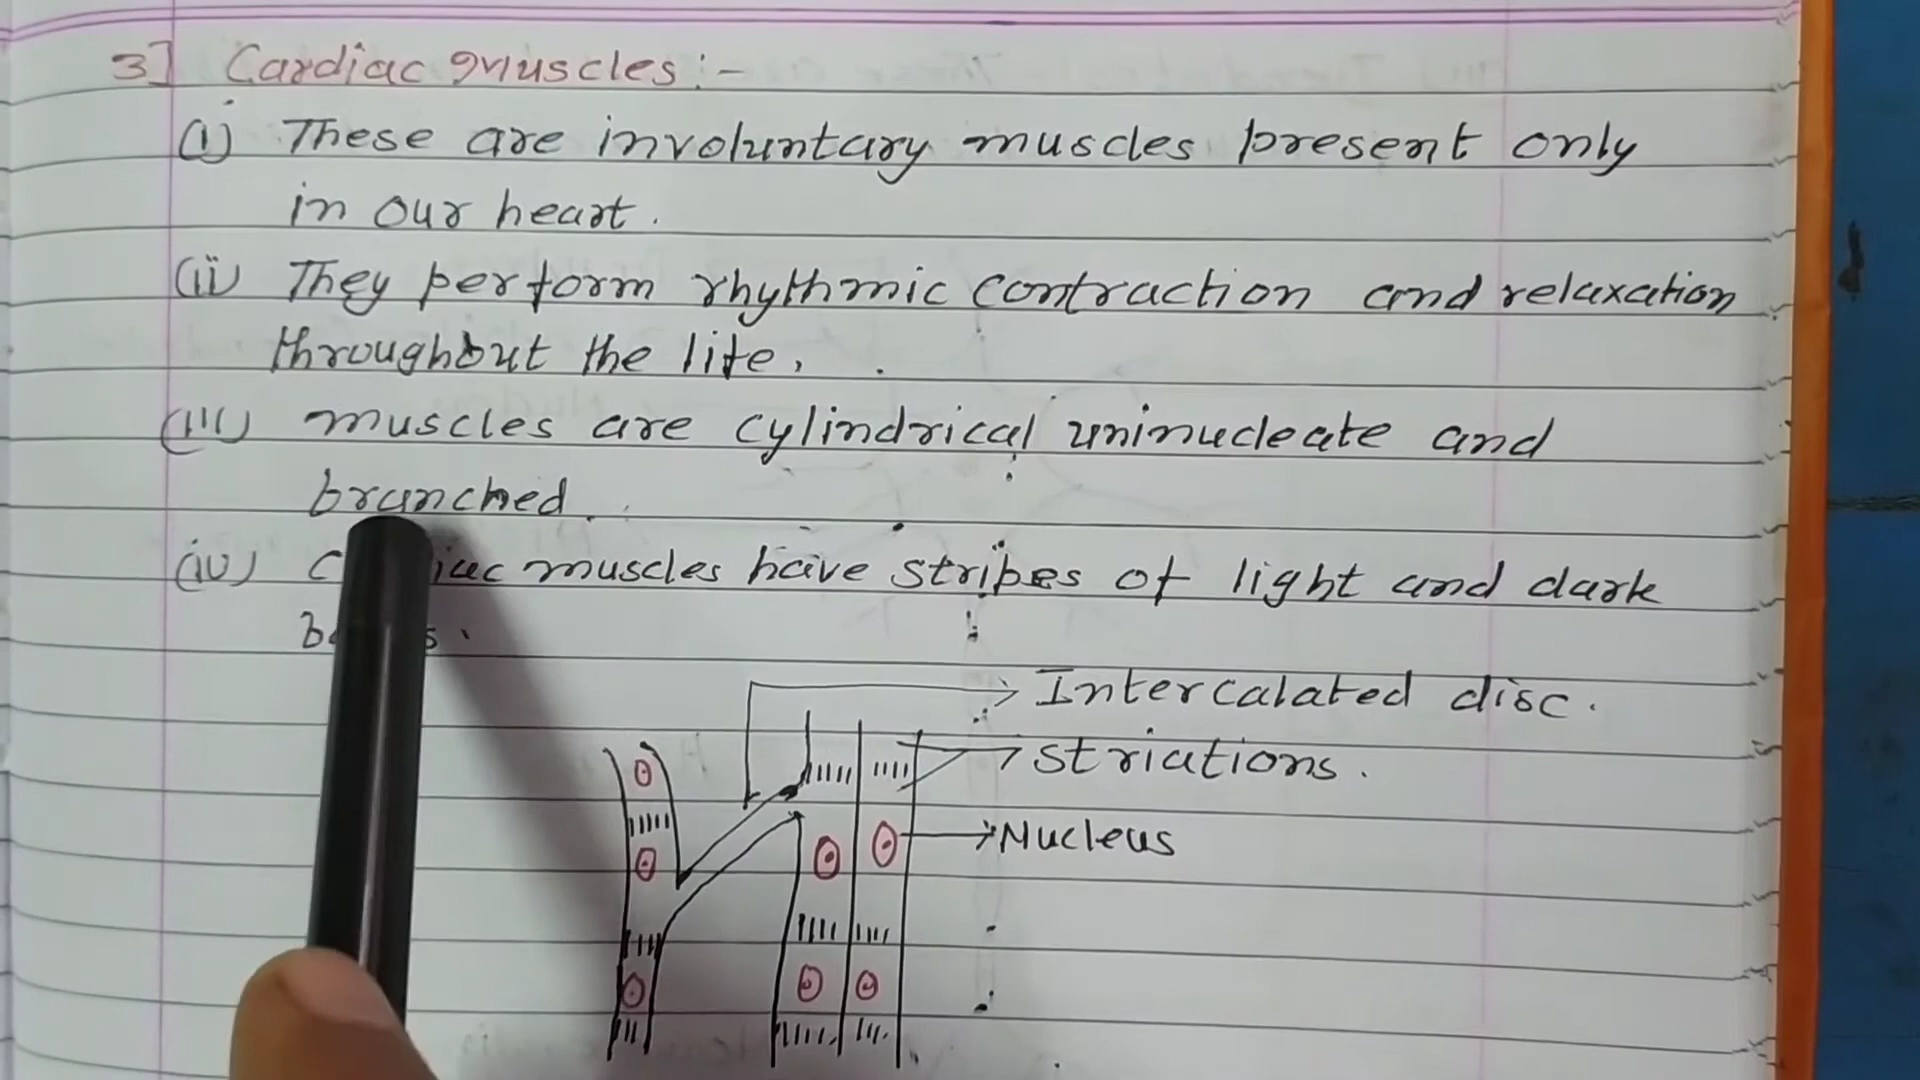 3] Cardiac Muscles:-
(i) These are involuntary muscles present only
in our heart.
(ii) They perform rhythmic contraction and relaxation
throughout the life.
(iii) muscles are cylindrical uninucleate and
branched.
(iv) muscles have stripes of light and dark
Intercalated disc.
striations.
Nucleus